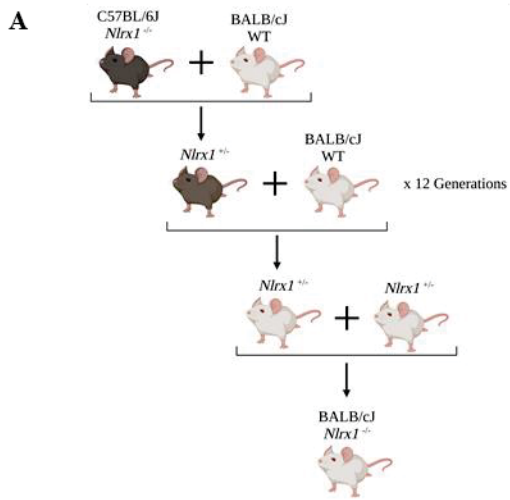 A
C57BL/6J
Nlrx1 -/-
+
BALB/cJ
WT
Nlrx1 +/-
+
BALB/cJ
WT
x 12 Generations
Nlrx1 +/-
+
Nlrx1 +/-
BALB/cJ
Nlrx1 -/-